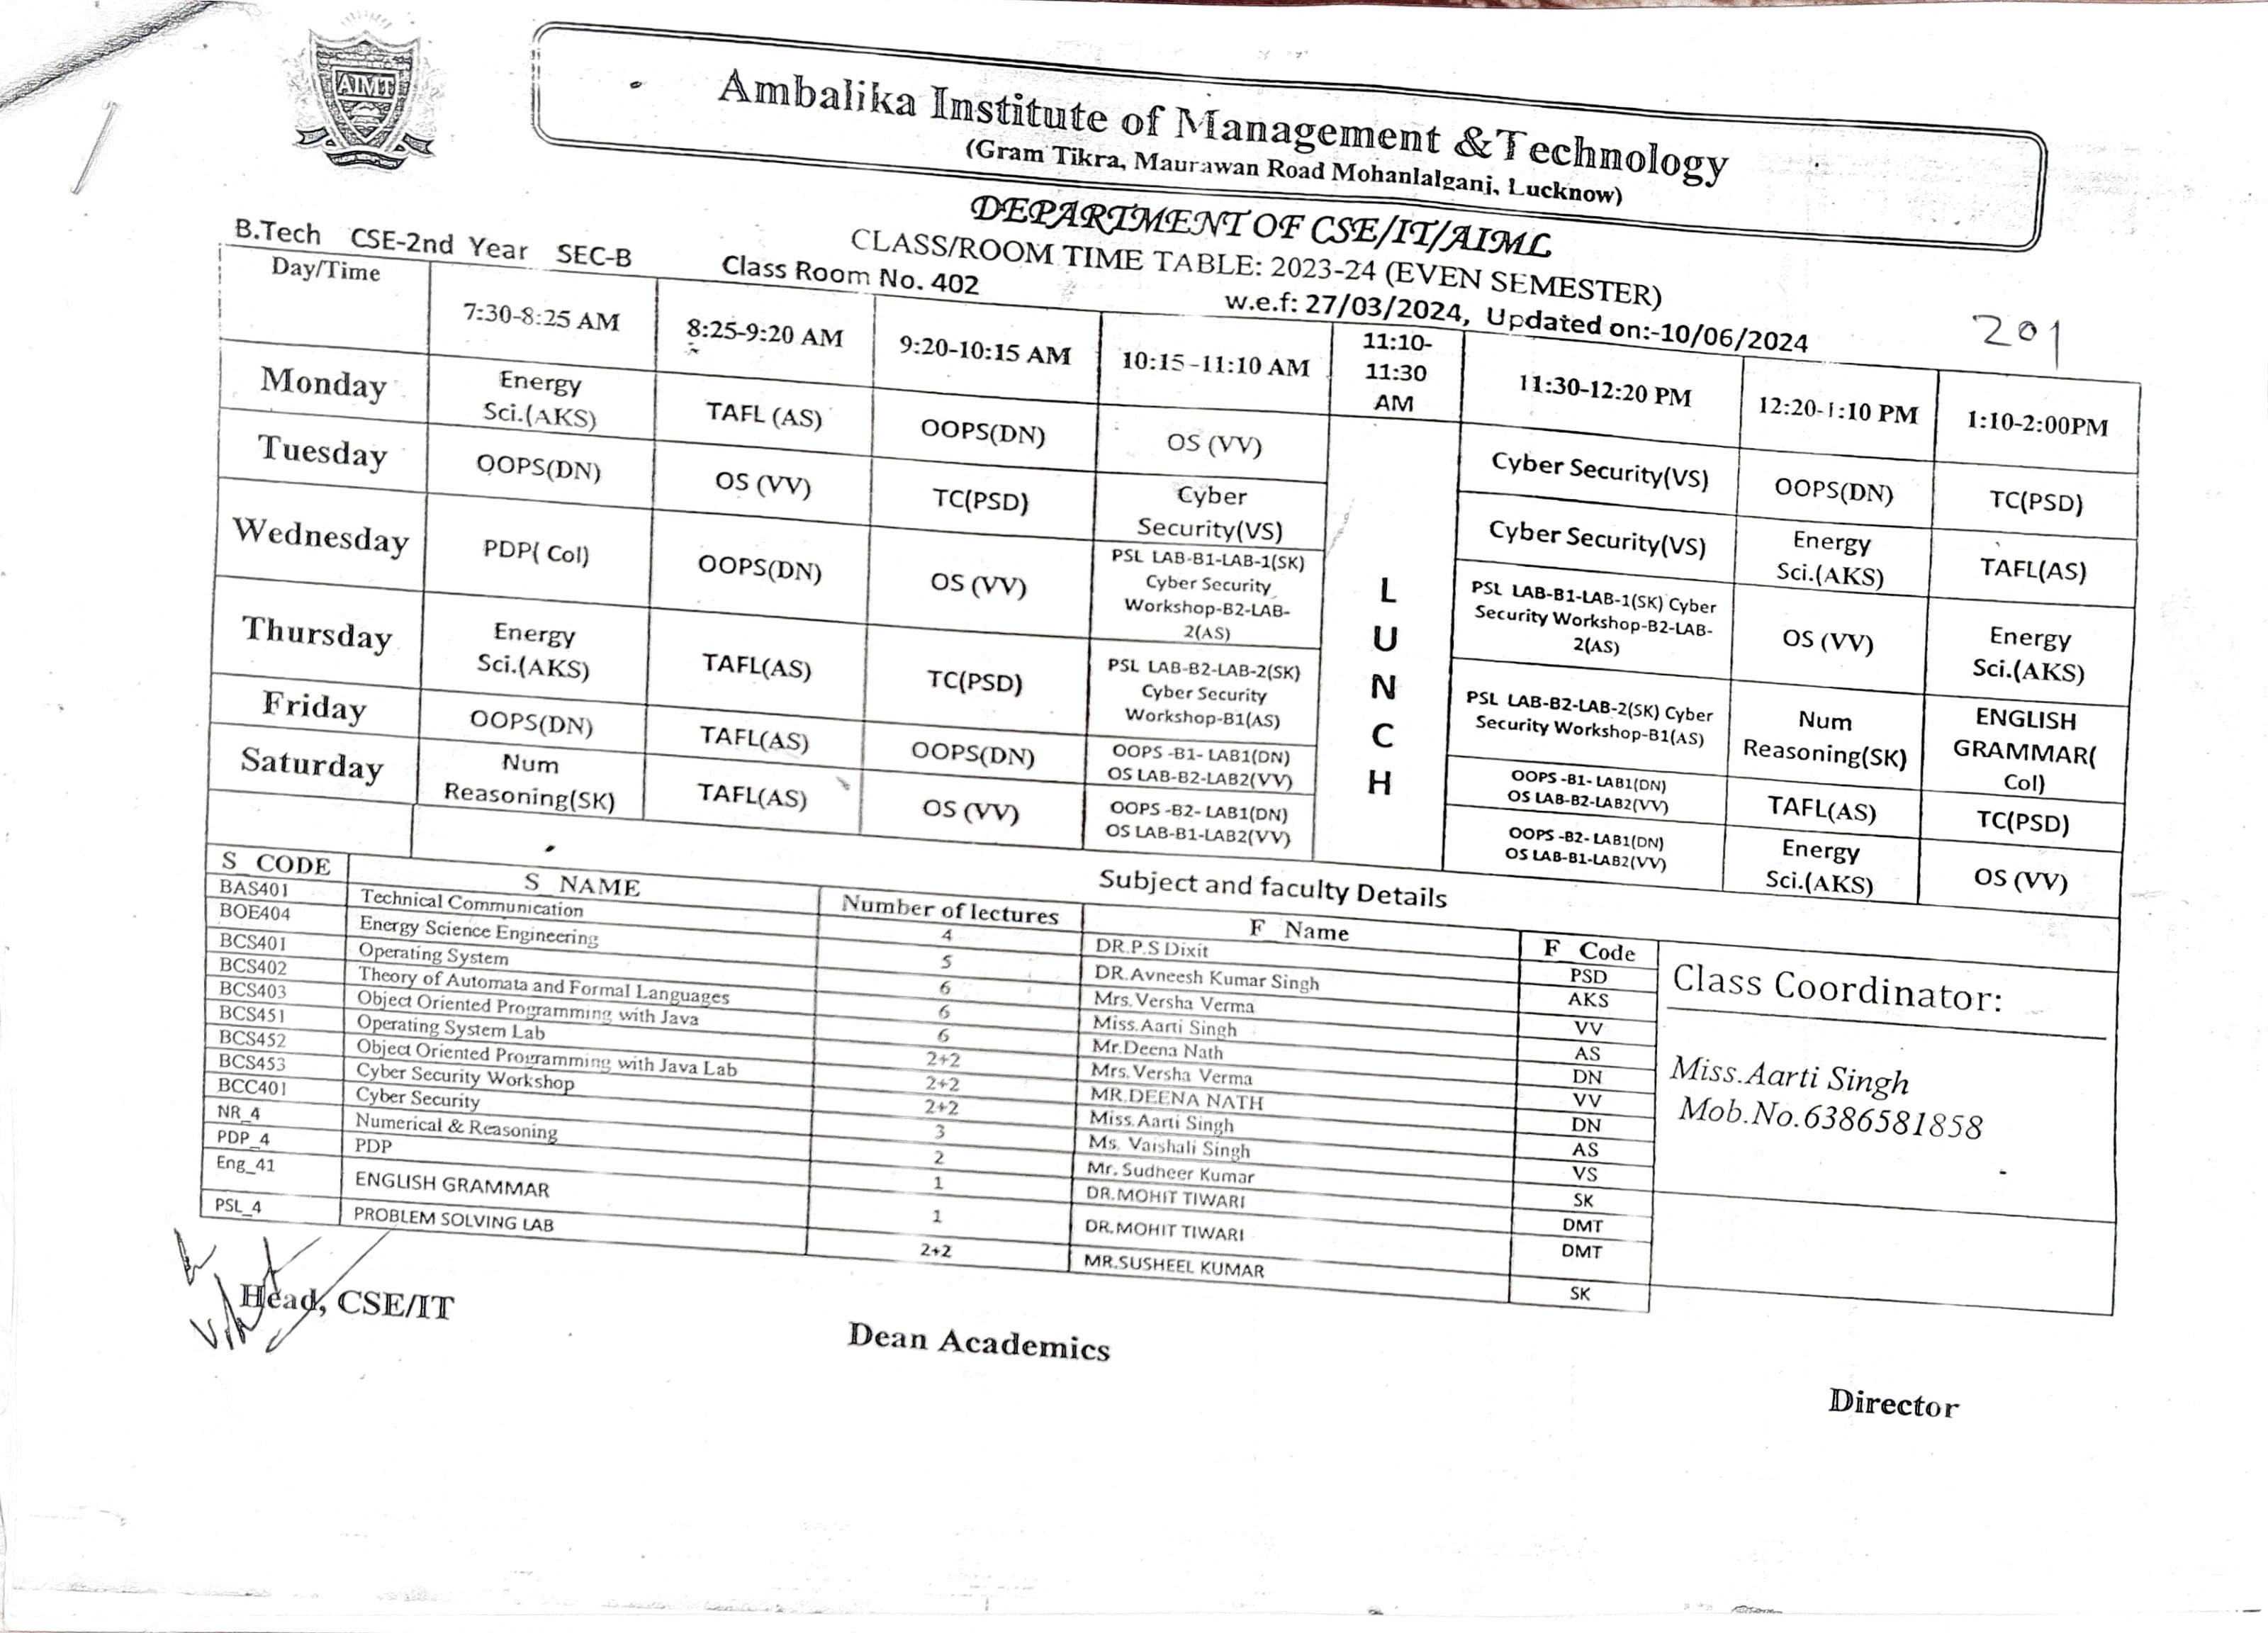 AIMT
Ambalika Institute of Management &Technology
(Gram Tikra, Maurawan Road Mohanlalganj, Lucknow)
DEPARTMENT OF CSE/IT/AIML
CLASS/ROOM TIME TABLE: 2023-24 (EVEN SEMESTER)
B.Tech CSE-2nd Year SEC-B Class Room No. 402 w.e.f: 27/03/2024, Updated on:-10/06/2024
201
Day/Time 7:30-8:25 AM 8:25-9:20 AM 9:20-10:15 AM 10:15-11:10 AM 11:10-11:30 AM 11:30-12:20 PM 12:20-1:10 PM 1:10-2:00PM
Monday Energy Sci.(AKS) TAFL (AS) OOPS(DN) OS (VV) Cyber Security(VS) OOPS(DN) TC(PSD)
Tuesday OOPS(DN) OS (VV) TC(PSD) Cyber Security(VS) Cyber Security(VS) Energy Sci.(AKS) TAFL(AS)
Wednesday PDP( Col) OOPS(DN) OS (VV) PSL LAB-B1-LAB-1(SK) Cyber Security Workshop-B2-LAB-2(AS) PSL LAB-B1-LAB-1(SK) Cyber Security Workshop-B2-LAB-2(AS) OS (VV) Energy Sci.(AKS)
Thursday Energy Sci.(AKS) TAFL(AS) TC(PSD) PSL LAB-B2-LAB-2(SK) Cyber Security Workshop-B1(AS) PSL LAB-B2-LAB-2(SK) Cyber Security Workshop-B1(AS) Num Reasoning(SK) ENGLISH GRAMMAR( Col)
Friday OOPS(DN) TAFL(AS) OOPS(DN) OOPS -B1- LAB1(DN) OS LAB-B2-LAB2(VV) OOPS -B1- LAB1(DN) OS LAB-B2-LAB2(VV) TAFL(AS) TC(PSD)
Saturday Num Reasoning(SK) TAFL(AS) OS (VV) OOPS -B2- LAB1(DN) OS LAB-B1-LAB2(VV) OOPS -B2- LAB1(DN) OS LAB-B1-LAB2(VV) Energy Sci.(AKS) OS (VV)
L
U
N
C
H
Subject and faculty Details
S_CODE S_NAME Number of lectures F_Name F_Code
BAS401 Technical Communication 4 DR.P.S Dixit PSD
BOE404 Energy Science Engineering 5 DR.Avneesh Kumar Singh AKS
BCS401 Operating System 6 Mrs.Versha Verma VV
BCS402 Theory of Automata and Formal Languages 6 Miss.Aarti Singh AS
BCS403 Object Oriented Programming with Java 6 Mr.Deena Nath DN
BCS451 Operating System Lab 2+2 Mrs.Versha Verma VV
BCS452 Object Oriented Programming with Java Lab 2+2 MR.DEENA NATH DN
BCS453 Cyber Security Workshop 2+2 Miss.Aarti Singh AS
BCC401 Cyber Security 3 Ms. Vaishali Singh VS
NR_4 Numerical & Reasoning 2 Mr. Sudheer Kumar SK
PDP_4 PDP 1 DR.MOHIT TIWARI DMT
Eng_41 ENGLISH GRAMMAR 1 DR.MOHIT TIWARI DMT
PSL_4 PROBLEM SOLVING LAB 2+2 MR.SUSHEEL KUMAR SK
Class Coordinator:
Miss.Aarti Singh
Mob.No.6386581858
Head, CSE/IT
Dean Academics
Director